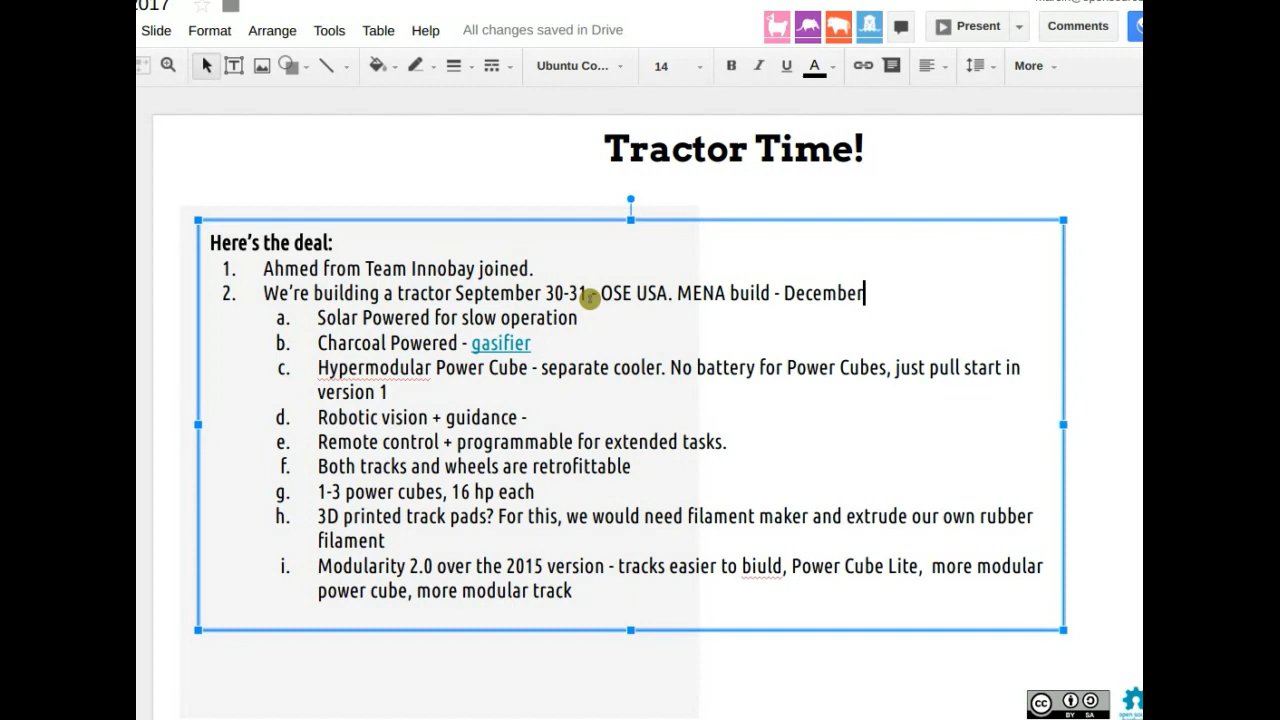 2017
Slide Format Arrange Tools Table Help All changes saved in Drive Present Comments
Ubuntu Co... 14 B I U A More
Tractor Time!
Here's the deal:
1. Ahmed from Team Innobay joined.
2. We're building a tractor September 30-31 - OSE USA. MENA build - December
a. Solar Powered for slow operation
b. Charcoal Powered - gasifier
c. Hypermodular Power Cube - separate cooler. No battery for Power Cubes, just pull start in
version 1
d. Robotic vision + guidance -
e. Remote control + programmable for extended tasks.
f. Both tracks and wheels are retrofittable
g. 1-3 power cubes, 16 hp each
h. 3D printed track pads? For this, we would need filament maker and extrude our own rubber
filament
i. Modularity 2.0 over the 2015 version - tracks easier to biuld, Power Cube Lite, more modular
power cube, more modular track
cc
BY SA